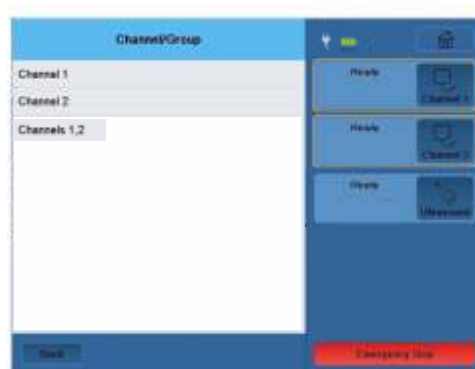 Channel/Group
Channel 1
Channel 2
Channels 1,2
Ready
Channel 1
Ready
Channel 2
Ready
Ultrasound
Back
Emergency Stop